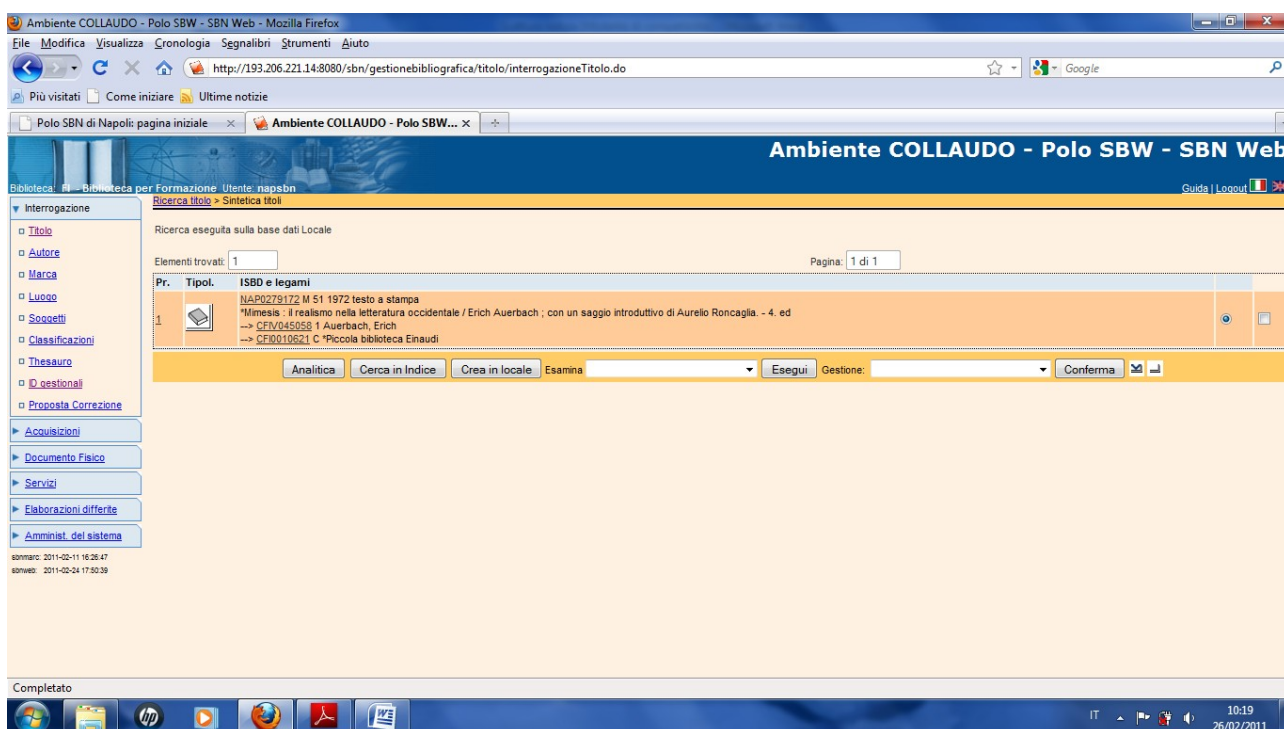 Ambiente COLLAUDO - Polo SBW - SBN Web - Mozilla Firefox
File Modifica Visualizza Cronologia Segnalibri Strumenti Aiuto
http://193.206.221.14:8080/sbn/gestionebibliografica/titolo/interrogazioneTitolo.do
Google
Più visitati Come iniziare Ultime notizie
Polo SBN di Napoli: pagina iniziale
Ambiente COLLAUDO - Polo SBW...
Ambiente COLLAUDO - Polo SBW - SBN Web
Biblioteca: FI - Biblioteca per Formazione Utente: napsbn
Guida | Logout
Interrogazione
Titolo
Autore
Marca
Luogo
Soggetti
Classificazioni
Thesauro
ID gestionali
Proposta Correzione
Acquisizioni
Documento Fisico
Servizi
Elaborazioni differite
Amminist. del sistema
sbnmarc: 2011-02-11 16:26:47
sbnweb: 2011-02-24 17:50:39
Ricerca titolo > Sintetica titoli
Ricerca eseguita sulla base dati Locale
Elementi trovati: 1
Pagina: 1 di 1
Pr. Tipol. ISBD e legami
1
NAP0279172 M 51 1972 testo a stampa
*Mimesis : il realismo nella letteratura occidentale / Erich Auerbach ; con un saggio introduttivo di Aurelio Roncaglia. - 4. ed
--> CFIV045058 1 Auerbach, Erich
--> CFI0010621 C *Piccola biblioteca Einaudi
Analitica Cerca in Indice Crea in locale Esamina Esegui Gestione: Conferma
Completato
hp
W
IT
10:19
26/02/2011